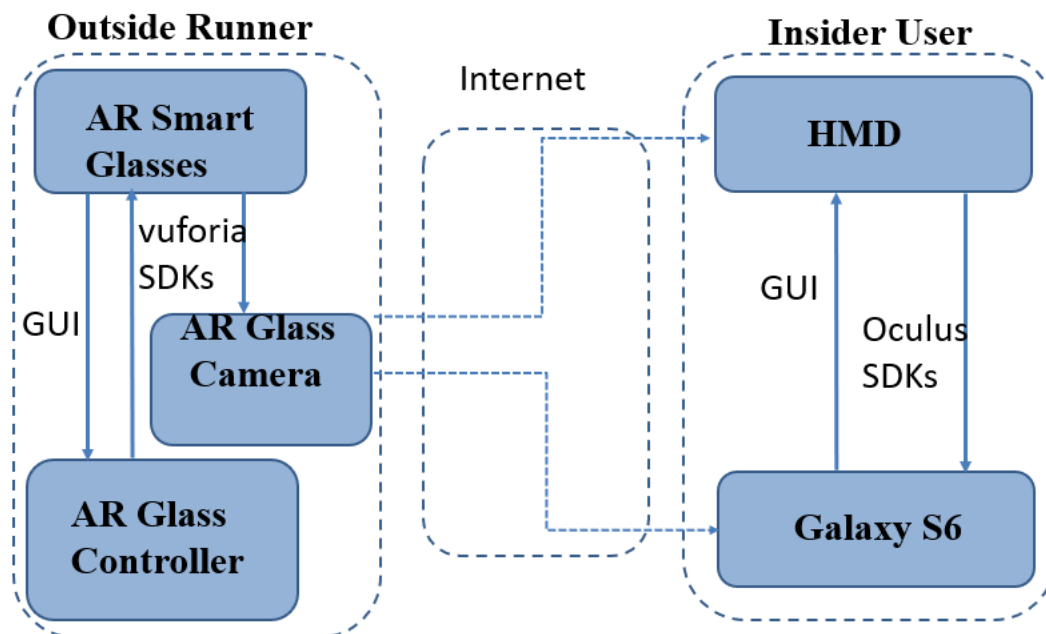 Outside Runner
AR Smart
Glasses
vuforia
SDKs
GUI
AR Glass
Camera
AR Glass
Controller
Internet
Insider User
HMD
GUI
Oculus
SDKs
Galaxy S6